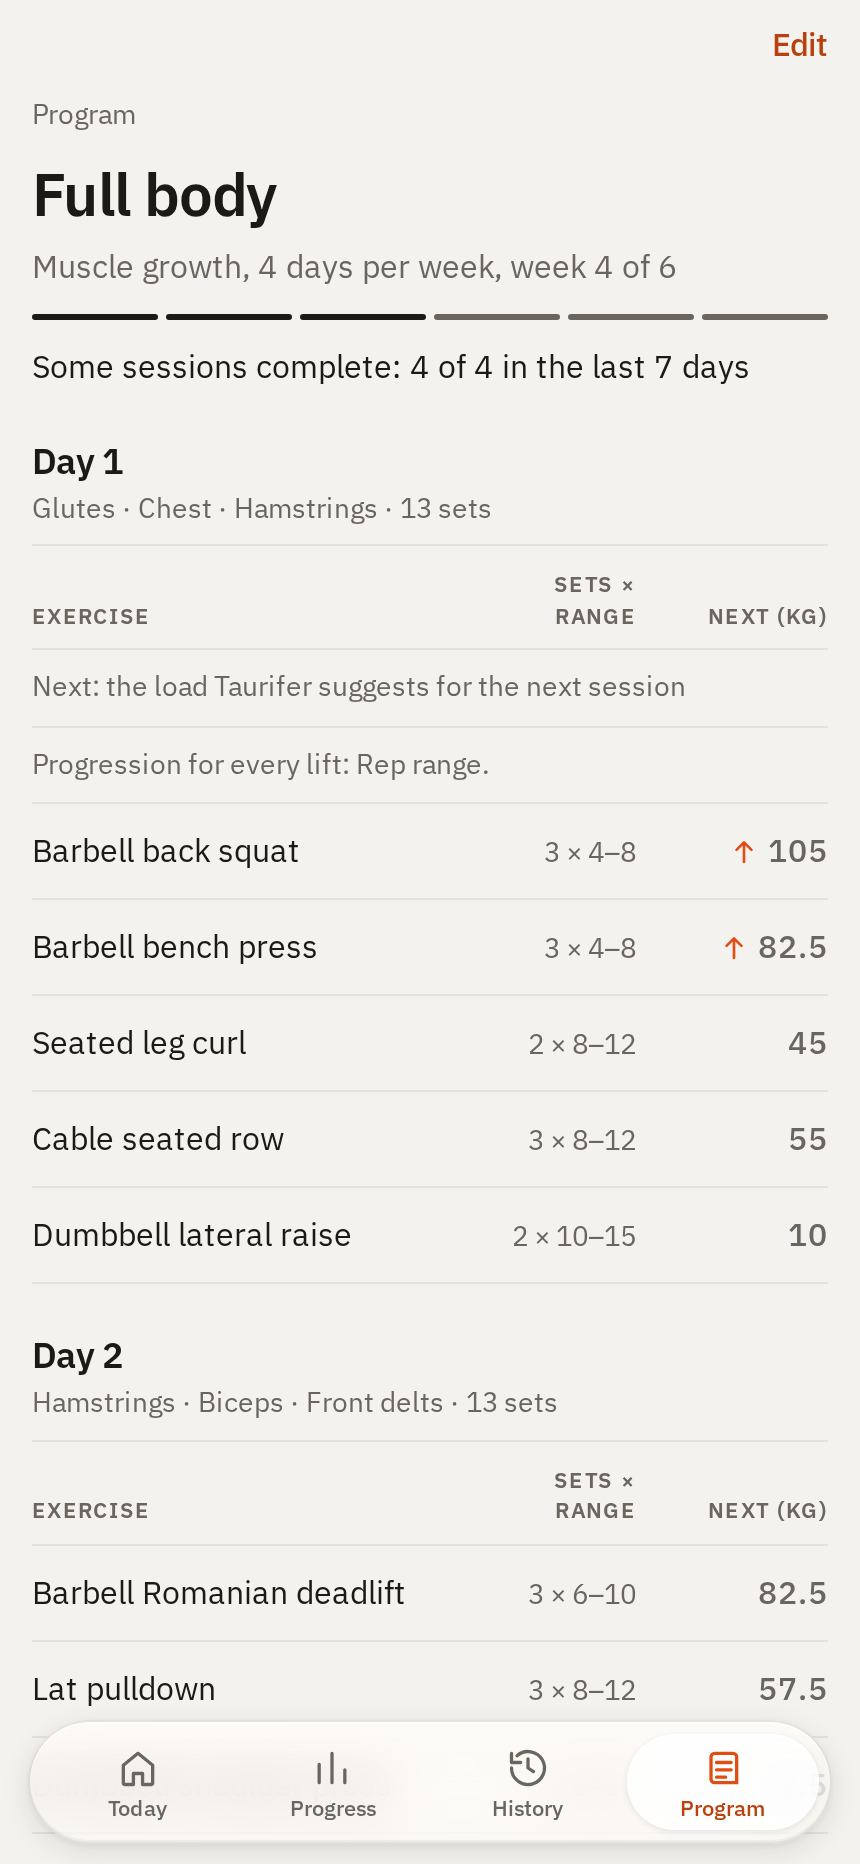 Edit
Program
Full body
Muscle growth, 4 days per week, week 4 of 6
Some sessions complete: 4 of 4 in the last 7 days
Day 1
Glutes · Chest · Hamstrings · 13 sets
SETS ×
EXERCISE RANGE NEXT (KG)
Next: the load Taurifer suggests for the next session
Progression for every lift: Rep range.
Barbell back squat 3 × 4–8 ↑ 105
Barbell bench press 3 × 4–8 ↑ 82.5
Seated leg curl 2 × 8–12 45
Cable seated row 3 × 8–12 55
Dumbbell lateral raise 2 × 10–15 10
Day 2
Hamstrings · Biceps · Front delts · 13 sets
SETS ×
EXERCISE RANGE NEXT (KG)
Barbell Romanian deadlift 3 × 6–10 82.5
Lat pulldown 3 × 8–12 57.5
Today Progress History Program